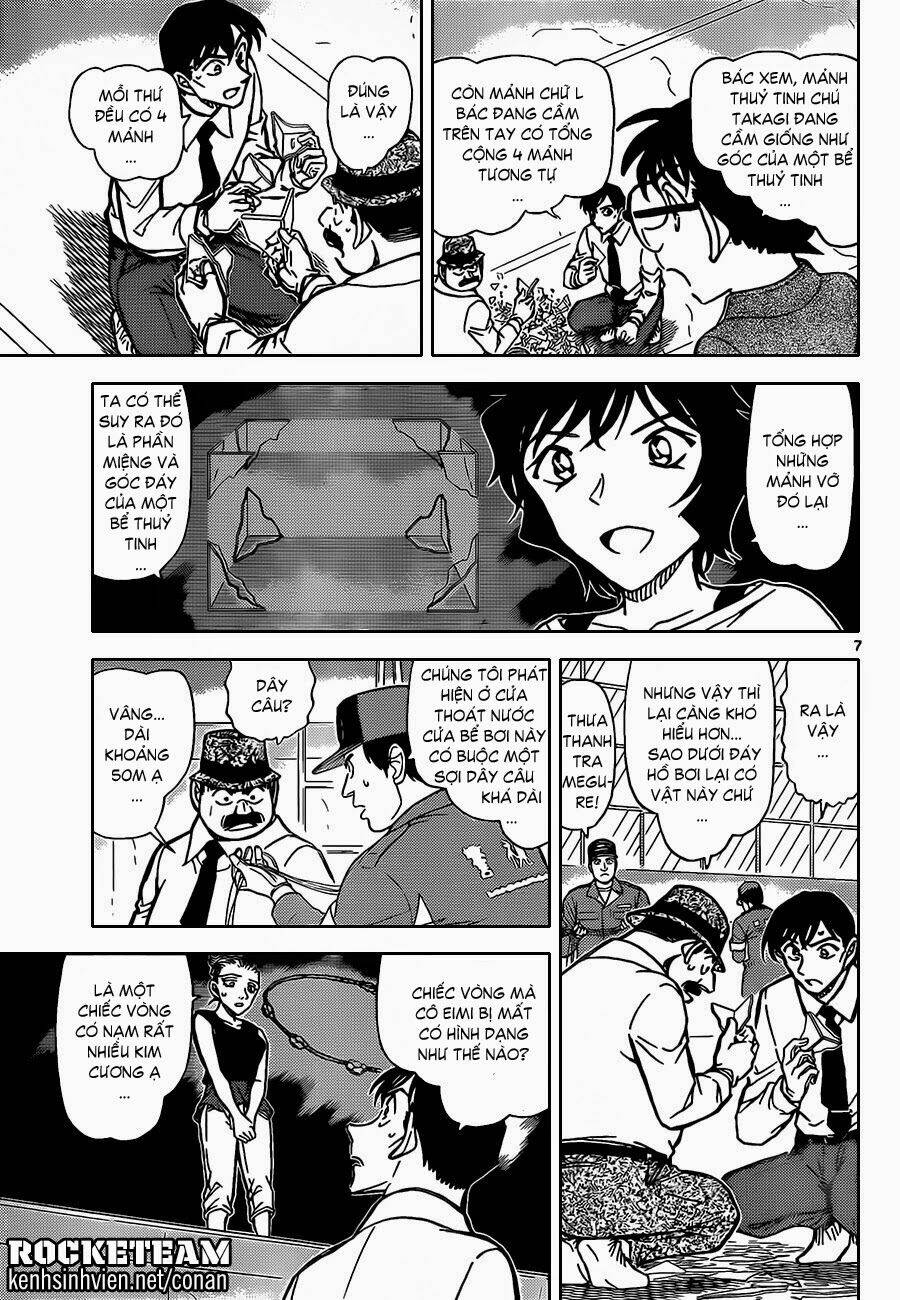 BÁC XEM, MẢNH
THUỶ TINH CHÚ
TAKAGI ĐANG
CẦM GIỐNG NHƯ
GÓC CỦA MỘT BỂ
THUỶ TINH
...
CÒN MẢNH CHỮ L
BÁC ĐANG CẦM
TRÊN TAY CÓ TỔNG
CỘNG 4 MẢNH
TƯƠNG TỰ
...
ĐÚNG
LÀ VẬY
...
MỖI THỨ
ĐỀU CÓ 4
MẢNH
...
TỔNG HỢP
NHỮNG
MẢNH VỠ
ĐÓ LẠI
...
TA CÓ THỂ
SUY RA ĐÓ
LÀ PHẦN
MIỆNG VÀ
GÓC ĐÁY
CỦA MỘT
BỂ THUỶ
TINH
...
7
RA LÀ
VẬY
...
NHƯNG VẬY THÌ
LẠI CÀNG KHÓ
HIỂU HƠN...
SAO DƯỚI ĐÁY
HỒ BƠI LẠI CÓ
VẬT NÀY CHỨ
...
THƯA
THANH
TRA
MEGU-
RE!
CHÚNG TÔI PHÁT
HIỆN Ở CỬA
THOÁT NƯỚC
CỬA BỂ BƠI NÀY
CÓ BUỘC MỘT
SỢI DÂY CÂU
KHÁ DÀI
...
DÂY
CÂU?
VÂNG...
DÀI
KHOẢNG
50M Ạ
...
CHIẾC VÒNG MÀ
CÔ EIMI BỊ MẤT
CÓ HÌNH DẠNG
NHƯ THẾ NÀO?
LÀ MỘT
CHIẾC VÒNG
CÓ NẠM RẤT
NHIỀU KIM
CƯƠNG Ạ
...
ROCKETEAM
kenhsinhvien.net/conan